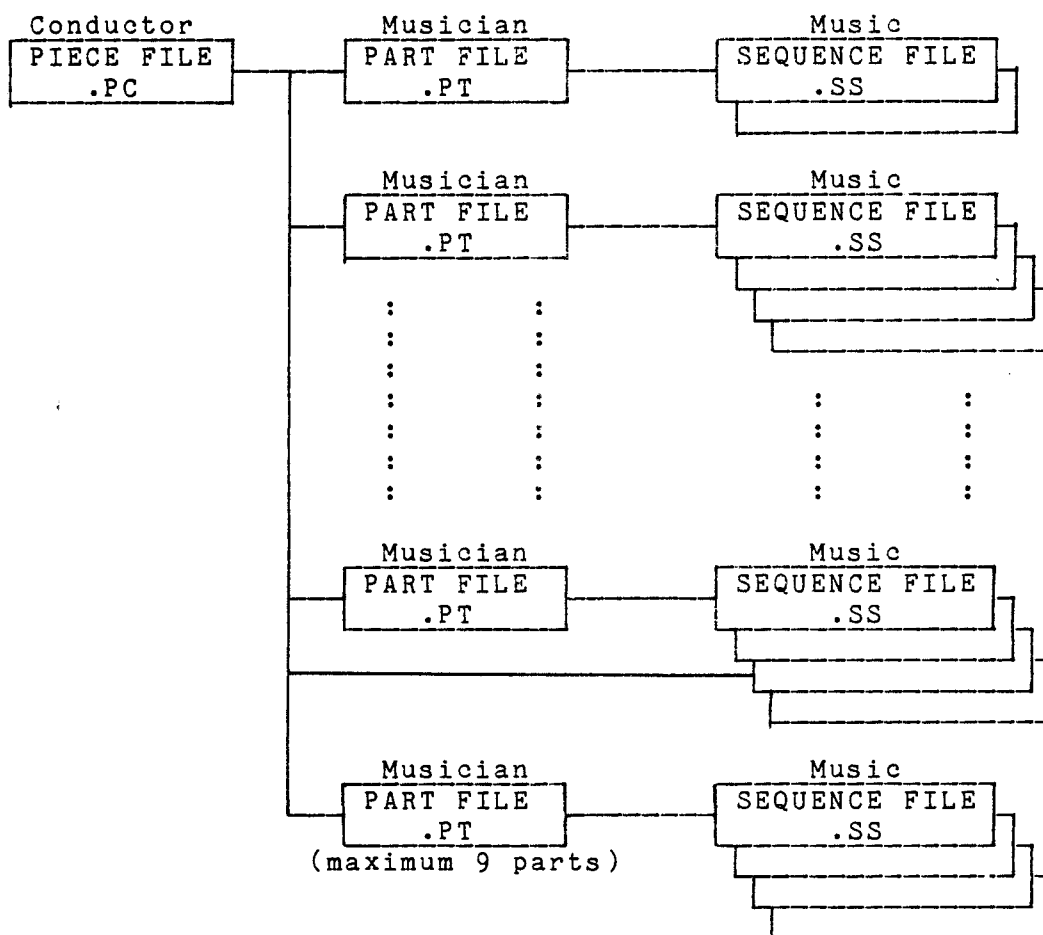 Conductor Musician Music
PIECE FILE PART FILE SEQUENCE FILE
.PC .PT .SS
Musician Music
PART FILE SEQUENCE FILE
.PT .SS
: : 
: : 
: : 
: : : :
: : : :
: : : :
: : : :
Musician Music
PART FILE SEQUENCE FILE
.PT .SS
Musician Music
PART FILE SEQUENCE FILE
.PT .SS
(maximum 9 parts)